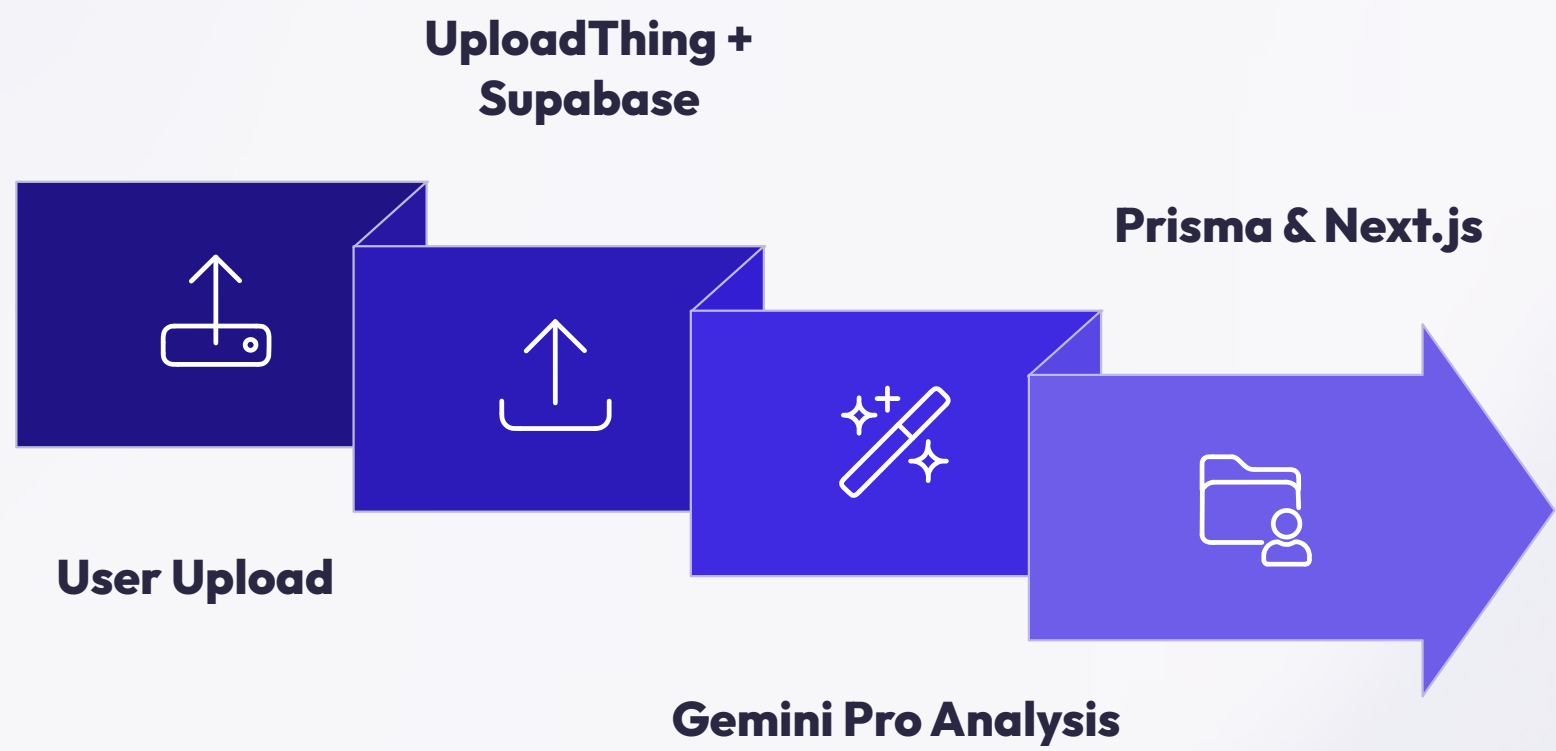 UploadThing +
Supabase
Prisma & Next.js
User Upload
Gemini Pro Analysis